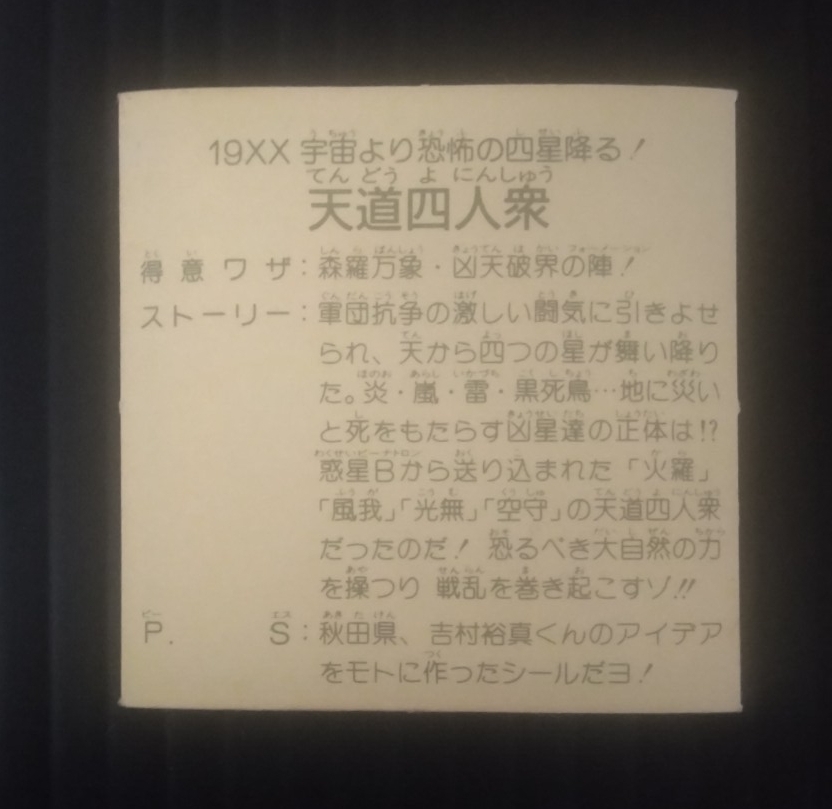 19XX 宇宙より恐怖の四星降る!
天道四人衆
得意ワザ:森羅万象・凶天破界の陣!
ストーリー:軍団抗争の激しい闘気に引きよせ
られ、天から四つの星が舞い降り
た。炎・嵐・雷・黒死鳥…地に災い
と死をもたらす凶星達の正体は!?
惑星Bから送り込まれた「火羅」
「風我」「光無」「空守」の天道四人衆
だったのだ! 恐るべき大自然の力
を操つり 戦乱を巻き起こすゾ!!
P. S:秋田県、吉村裕真くんのアイデア
をモトに作ったシールだヨ!